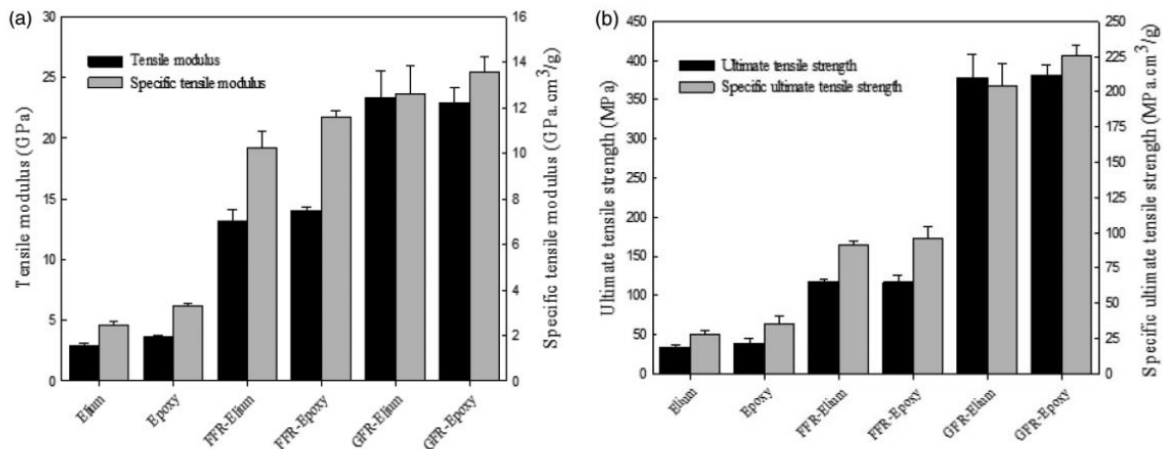 (a)
Tensile modulus (GPa)
30
25
20
15
10
5
0
Tensile modulus
Specific tensile modulus
16
14
12
10
8
6
4
2
0
Specific tensile modulus (GPa.cm³/g)
Elium
Epoxy
FFR-Elium
FFR-Epoxy
GFR-Elium
GFR-Epoxy
(b)
Ultimate tensile strength (MPa)
450
400
350
300
250
200
150
100
50
0
Ultimate tensile strength
Specific ultimate tensile strength
250
225
200
175
150
125
100
75
50
25
0
Specific ultimate tensile strength (MPa.cm³/g)
Elium
Epoxy
FFR-Elium
FFR-Epoxy
GFR-Elium
GFR-Epoxy